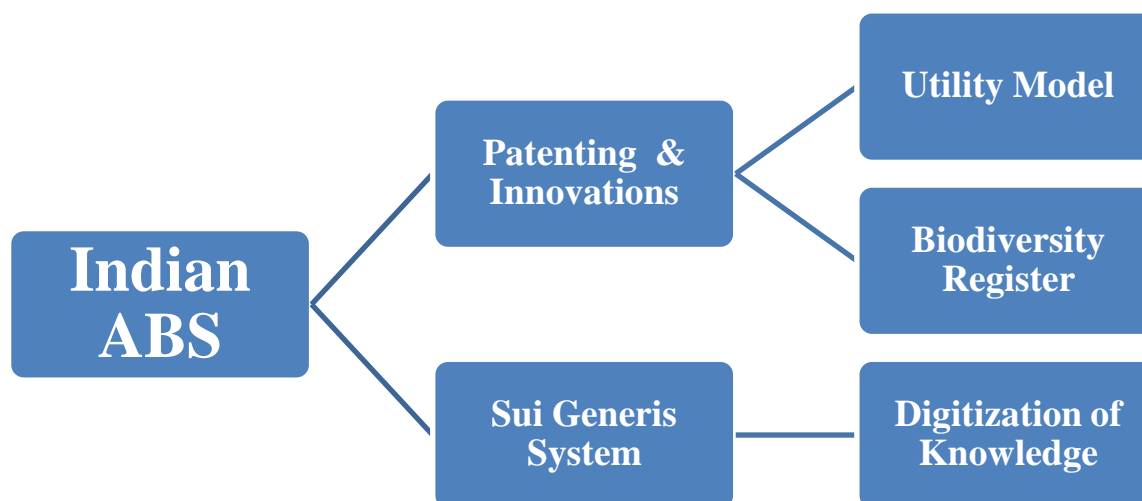 Indian
ABS
Patenting & 
Innovations
Utility Model
Biodiversity
Register
Sui Generis
System
Digitization of
Knowledge